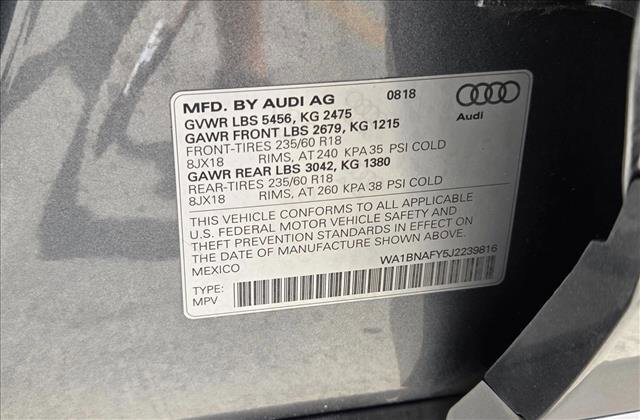 MFD. BY AUDI AG 0818
GVWR LBS 5456, KG 2475
GAWR FRONT LBS 2679, KG 1215
FRONT-TIRES 235/60 R18
8JX18 RIMS, AT 240 KPA 35 PSI COLD
GAWR REAR LBS 3042, KG 1380
REAR-TIRES 235/60 R18
8JX18 RIMS, AT 260 KPA 38 PSI COLD
Audi
THIS VEHICLE CONFORMS TO ALL APPLICABLE
U.S. FEDERAL MOTOR VEHICLE SAFETY AND
THEFT PREVENTION STANDARDS IN EFFECT ON
THE DATE OF MANUFACTURE SHOWN ABOVE.
MEXICO WA1BNAFY5J2239816
TYPE:
MPV